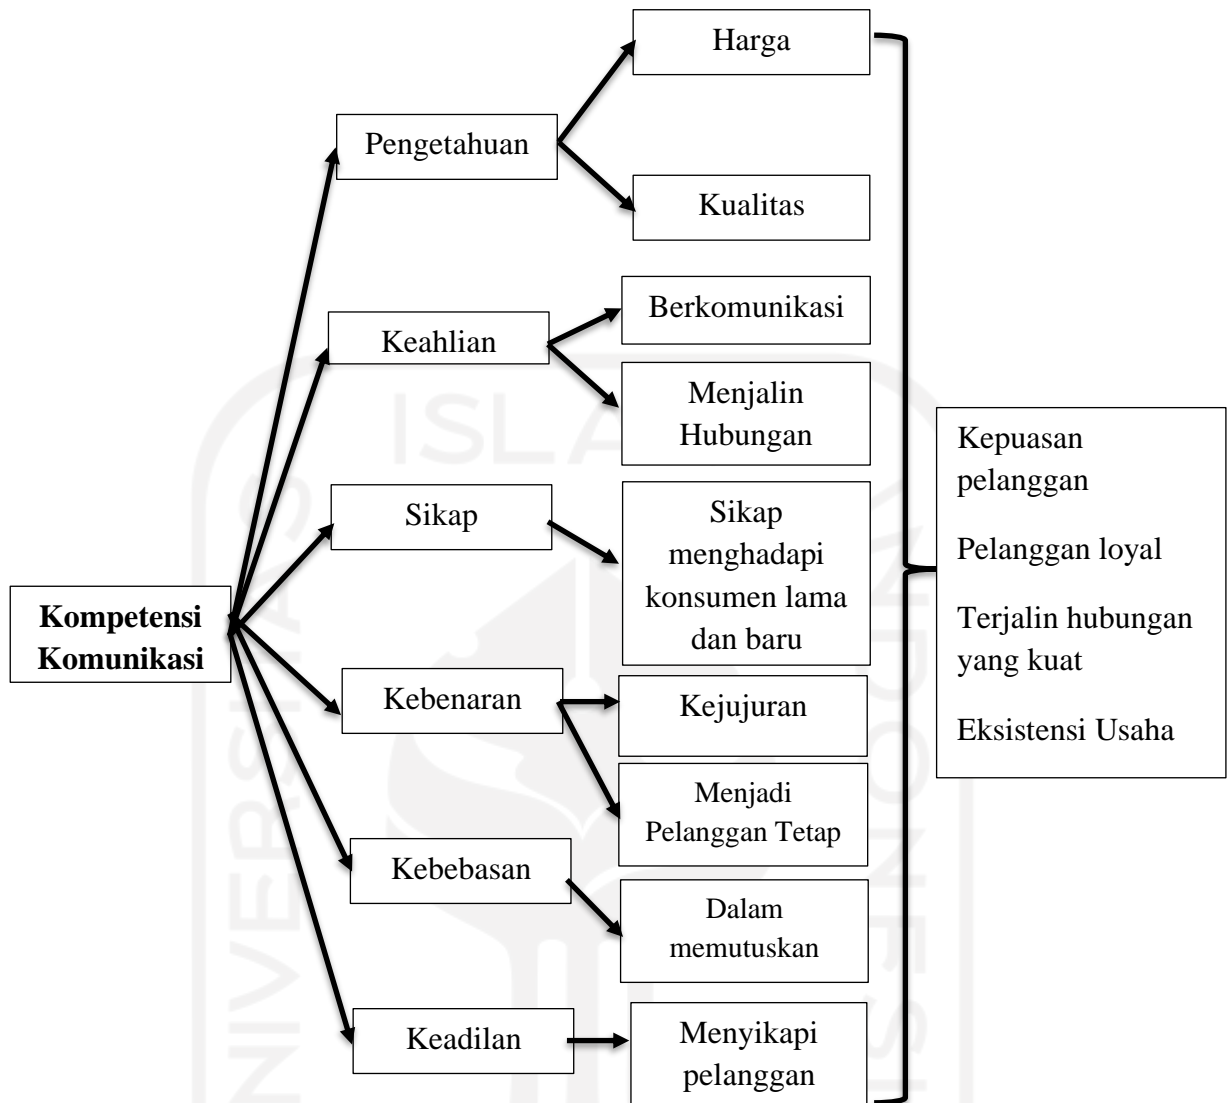 Harga
Pengetahuan
Kualitas
Berkomunikasi
Keahlian
Menjalin
Hubungan
Kepuasan
pelanggan
Pelanggan loyal
Terjalin hubungan
yang kuat
Eksistensi Usaha
Sikap
Sikap
menghadapi
konsumen lama
dan baru
Kompetensi
Komunikasi
Kebenaran
Kejujuran
Menjadi
Pelanggan Tetap
Kebebasan
Dalam
memutuskan
Keadilan
Menyikapi
pelanggan